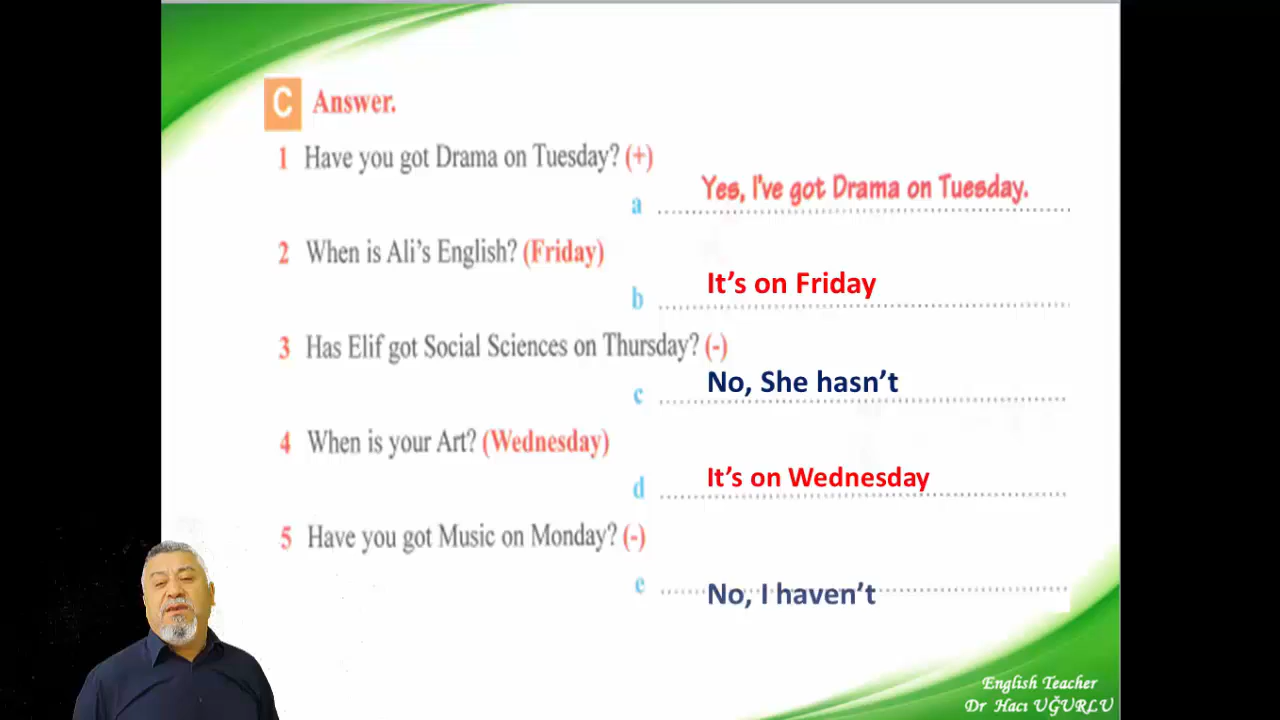 C Answer.
1 Have you got Drama on Tuesday? (+)
a Yes, I've got Drama on Tuesday.
2 When is Ali's English? (Friday)
b It's on Friday
3 Has Elif got Social Sciences on Thursday? (-)
c No, She hasn't
4 When is your Art? (Wednesday)
d It's on Wednesday
5 Have you got Music on Monday? (-)
e No, I haven't
English Teacher
Dr Hacı UĞURLU